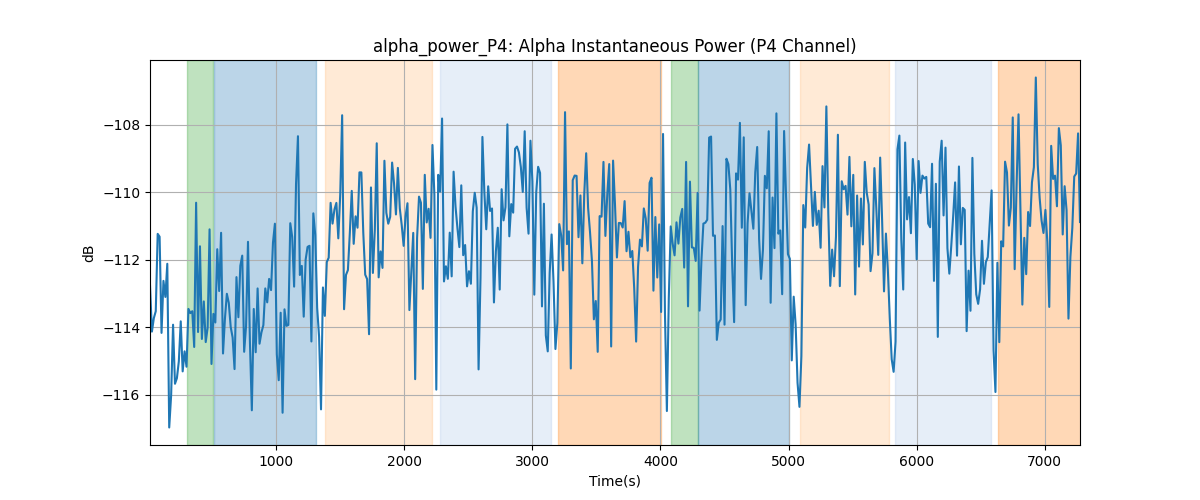 alpha_power_P4: Alpha Instantaneous Power (P4 Channel)
dB
−108
−110
−112
−114
−116
1000 2000 3000 4000 5000 6000 7000
Time(s)